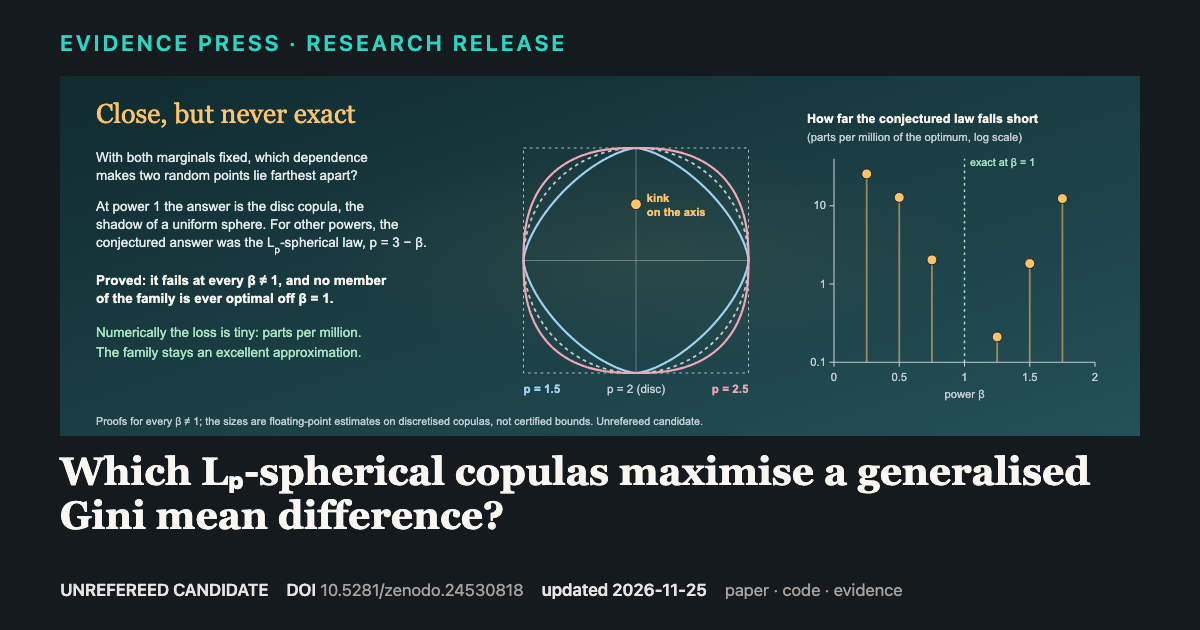 EVIDENCE PRESS · RESEARCH RELEASE
Close, but never exact
With both marginals fixed, which dependence
makes two random points lie farthest apart?
At power 1 the answer is the disc copula, the
shadow of a uniform sphere. For other powers, the
conjectured answer was the Lₚ-spherical law, p = 3 − β.
Proved: it fails at every β ≠ 1, and no member
of the family is ever optimal off β = 1.
Numerically the loss is tiny: parts per million.
The family stays an excellent approximation.
kink
on the axis
p = 1.5
p = 2 (disc)
p = 2.5
How far the conjectured law falls short
(parts per million of the optimum, log scale)
exact at β = 1
10
1
0.1
0
0.5
1
1.5
2
power β
Proofs for every β ≠ 1; the sizes are floating-point estimates on discretised copulas, not certified bounds. Unrefereed candidate.
Which Lₚ-spherical copulas maximise a generalised
Gini mean difference?
UNREFEREED CANDIDATE DOI 10.5281/zenodo.24530818 updated 2026-11-25 paper · code · evidence